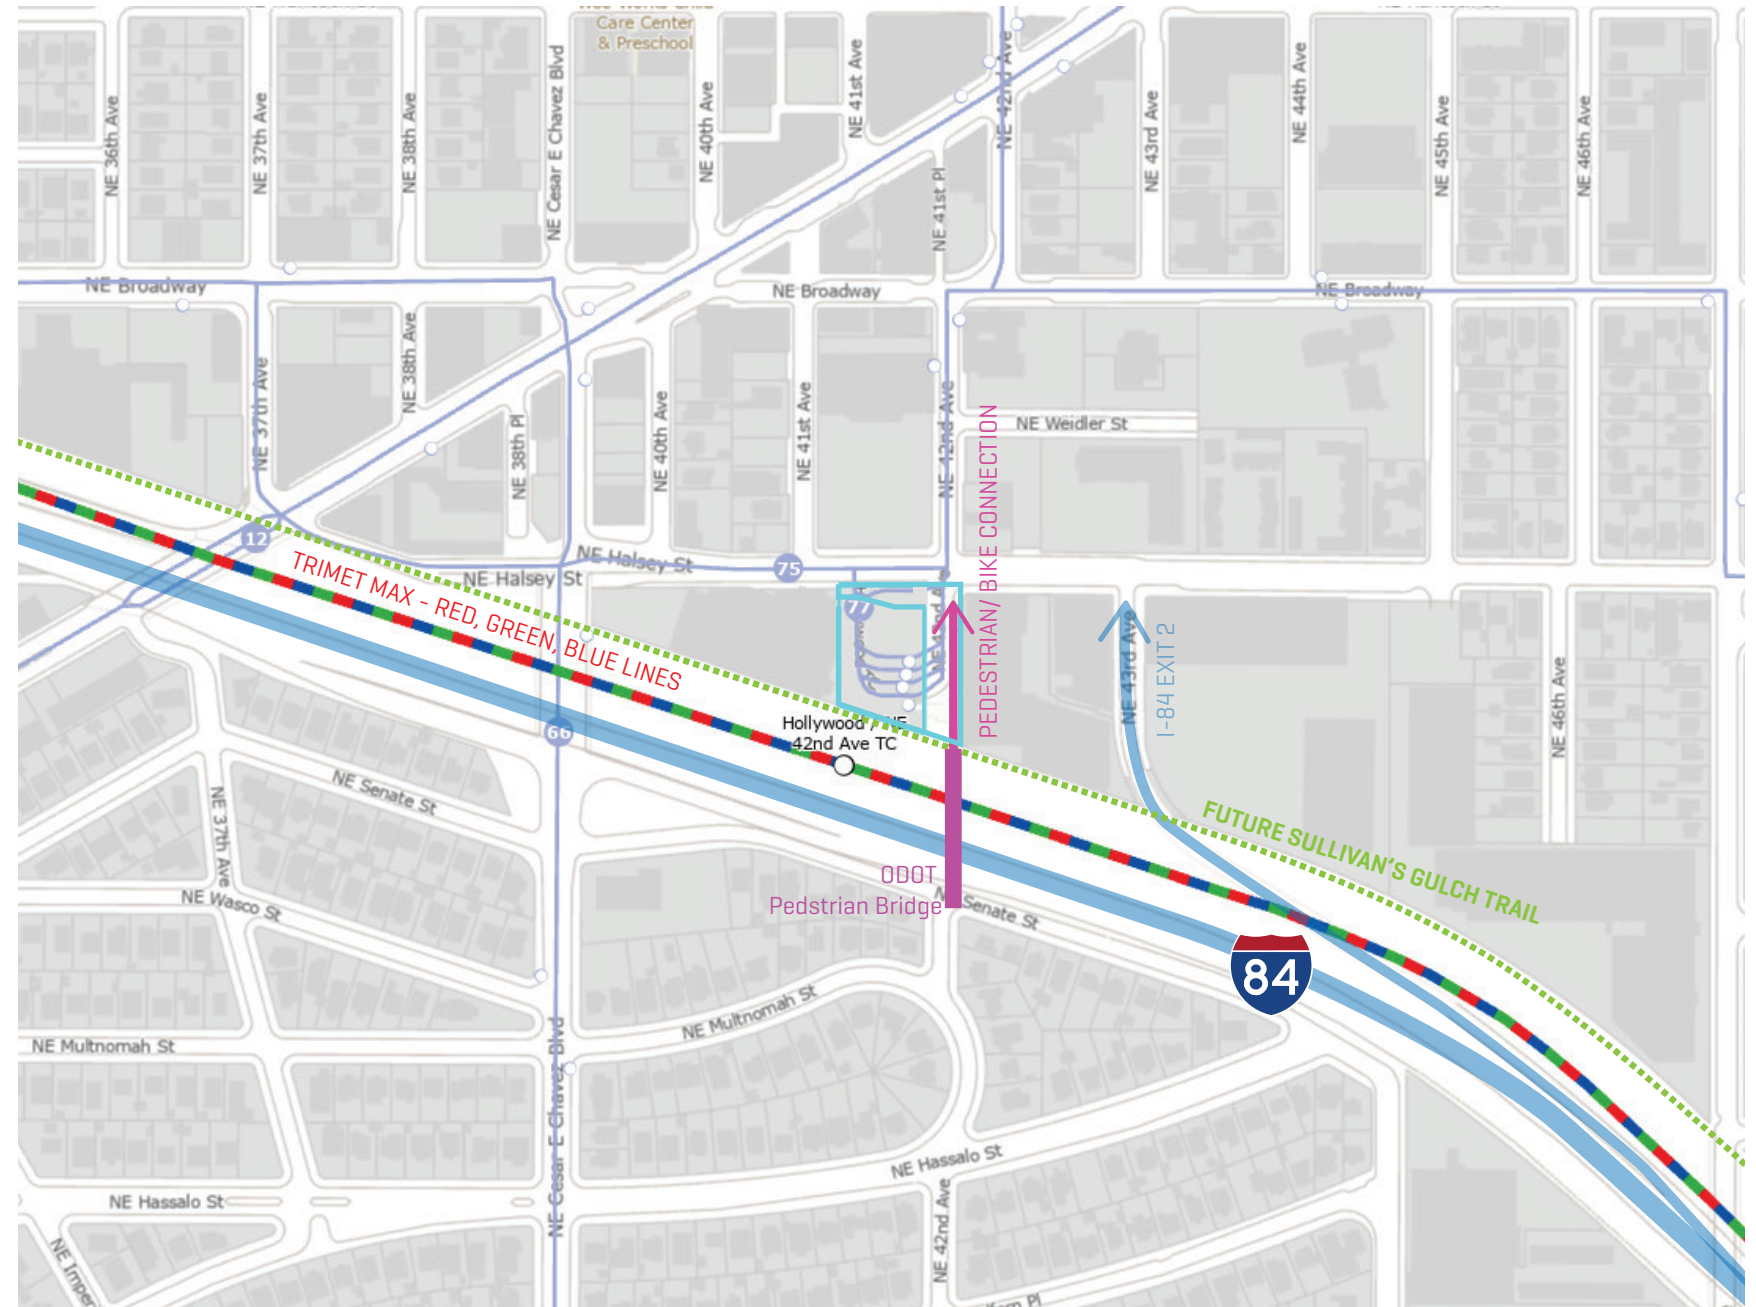 Care Center
& Preschool
NE 36th Ave
NE 37th Ave
NE 38th Ave
NE Cesar E Chavez Blvd
NE 40th Ave
NE 41st Ave
NE 41st Pl
NE 42nd Ave
NE 43rd Ave
NE 44th Ave
NE 45th Ave
NE 46th Ave
NE Broadway
NE Broadway
NE Broadway
NE 37th Ave
NE 38th Ave
NE 38th Pl
NE 40th Ave
NE 41st Ave
NE 42nd Ave
NE Weidler St
PEDESTRIAN/ BIKE CONNECTION
12
NE Halsey St
NE Halsey St
75
77
TRIMET MAX - RED, GREEN, BLUE LINES
NE 43rd Ave
I-84 EXIT 2
NE 46th Ave
66
Hollywood / NE
42nd Ave TC
NE Senate St
NE 37th Ave
FUTURE SULLIVAN'S GULCH TRAIL
ODOT
Pedstrian Bridge
NE Senate St
NE Wasco St
84
NE Multnomah St
NE Multnomah St
NE Cesar E Chavez Blvd
NE Hassalo St
NE Hassalo St
NE 42nd Ave